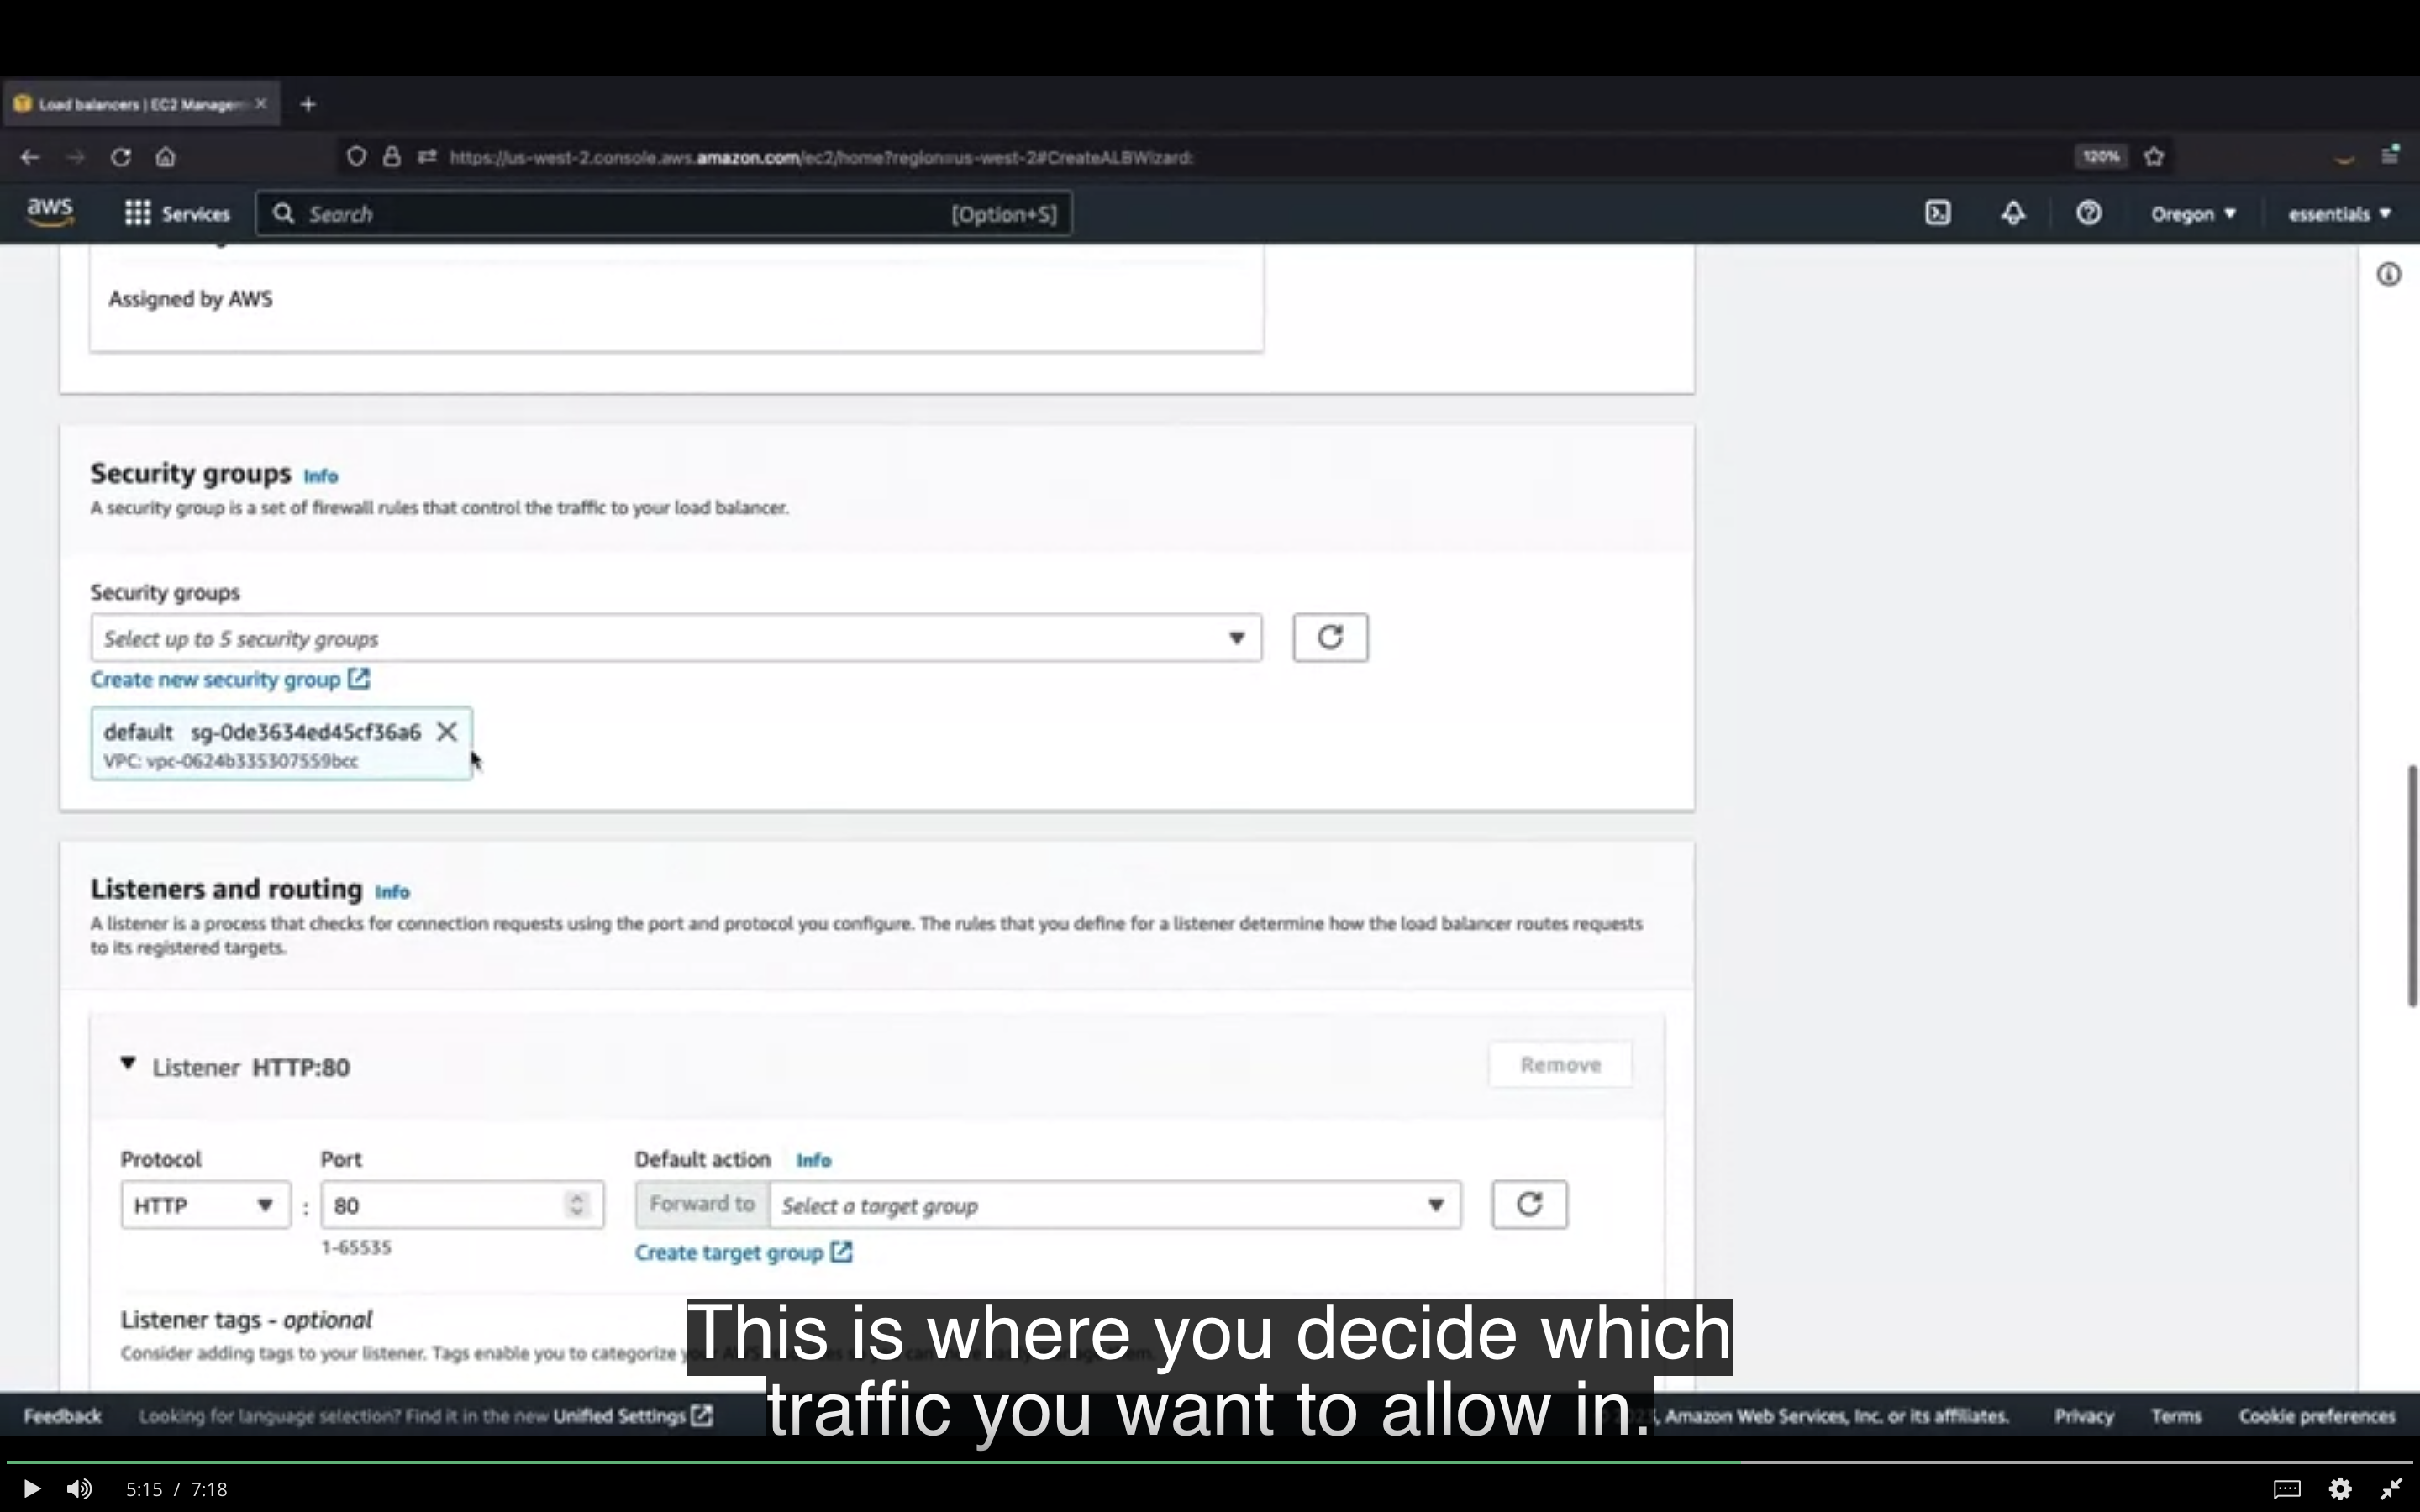 Load balancers | EC2 Managem
https://us-west-2.console.aws.amazon.com/ec2/home?region=us-west-2#CreateALBWizard:
120%
aws
Services
Search
[Option+S]
Oregon
essentials
Assigned by AWS
Security groups Info
A security group is a set of firewall rules that control the traffic to your load balancer.
Security groups
Select up to 5 security groups
Create new security group
default sg-0de3634ed45cf36a6
VPC: vpc-0624b335307559bcc
Listeners and routing Info
A listener is a process that checks for connection requests using the port and protocol you configure. The rules that you define for a listener determine how the load balancer routes requests
to its registered targets.
Listener HTTP:80
Remove
Protocol
Port
Default action Info
HTTP
:
80
Forward to
Select a target group
1-65535
Create target group
Listener tags - optional
Consider adding tags to your listener. Tags enable you to categorize
This is where you decide which
traffic you want to allow in.
Feedback
Looking for language selection? Find it in the new Unified Settings
, Amazon Web Services, Inc. or its affiliates.
Privacy
Terms
Cookie preferences
5:15 / 7:18